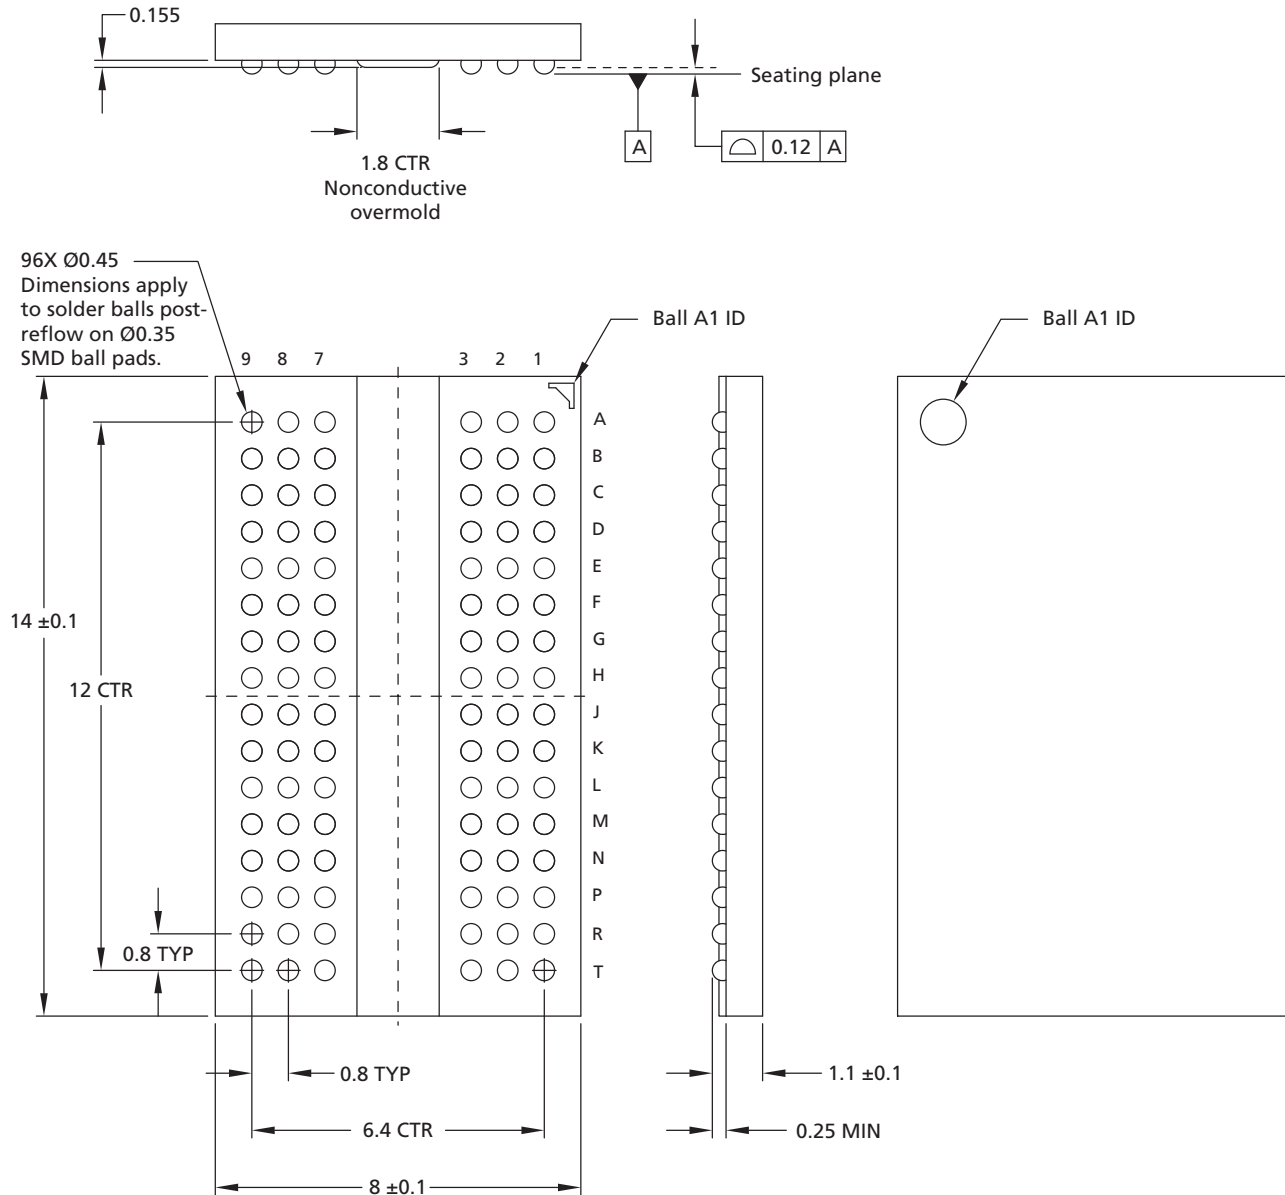 0.155
Seating plane
A
0.12 A
1.8 CTR
Nonconductive
overmold
96X Ø0.45
Dimensions apply
to solder balls post-
reflow on Ø0.35
SMD ball pads.
Ball A1 ID
Ball A1 ID
9 8 7 3 2 1
A
B
C
D
E
F
G
H
J
K
L
M
N
P
R
T
14 ±0.1
12 CTR
0.8 TYP
0.8 TYP
1.1 ±0.1
6.4 CTR
0.25 MIN
8 ±0.1